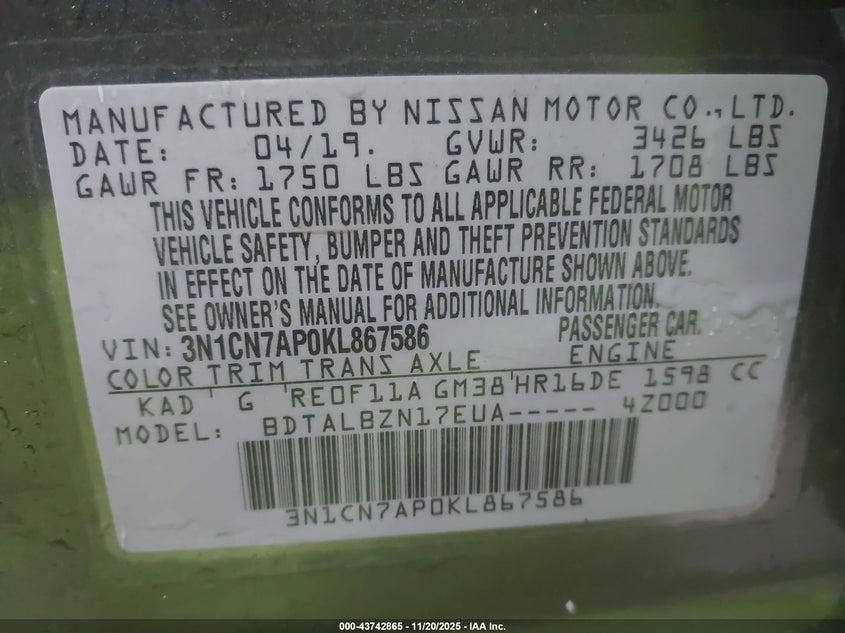 MANUFACTURED BY NISSAN MOTOR CO.,LTD.
DATE: 04/19. GVWR: 3426 LBS
GAWR FR: 1750 LBS GAWR RR: 1708 LBS
THIS VEHICLE CONFORMS TO ALL APPLICABLE FEDERAL MOTOR
VEHICLE SAFETY, BUMPER AND THEFT PREVENTION STANDARDS
IN EFFECT ON THE DATE OF MANUFACTURE SHOWN ABOVE.
SEE OWNER'S MANUAL FOR ADDITIONAL INFORMATION.
VIN: 3N1CN7AP0KL867586 PASSENGER CAR.
COLOR TRIM TRANS AXLE ENGINE
KAD G RE0F11A GM38 HR16DE 1598 CC
MODEL: BDTALBZN17EUA----- 4Z000
3N1CN7AP0KL867586
000-43742865 - 11/20/2025 - IAA Inc.